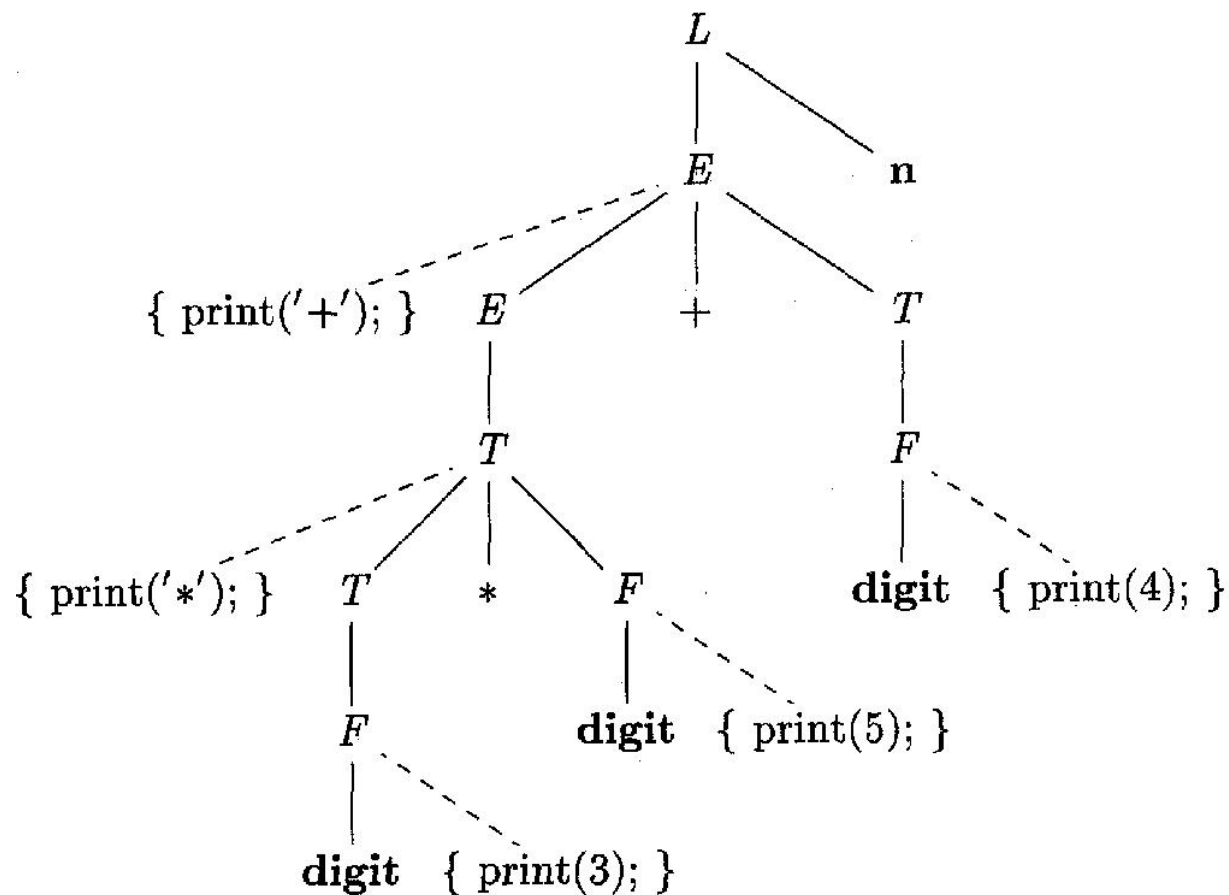 L
E n
{ print('+'); } E + T
T F
{ print('*'); } T * F digit { print(4); }
F digit { print(5); }
digit { print(3); }